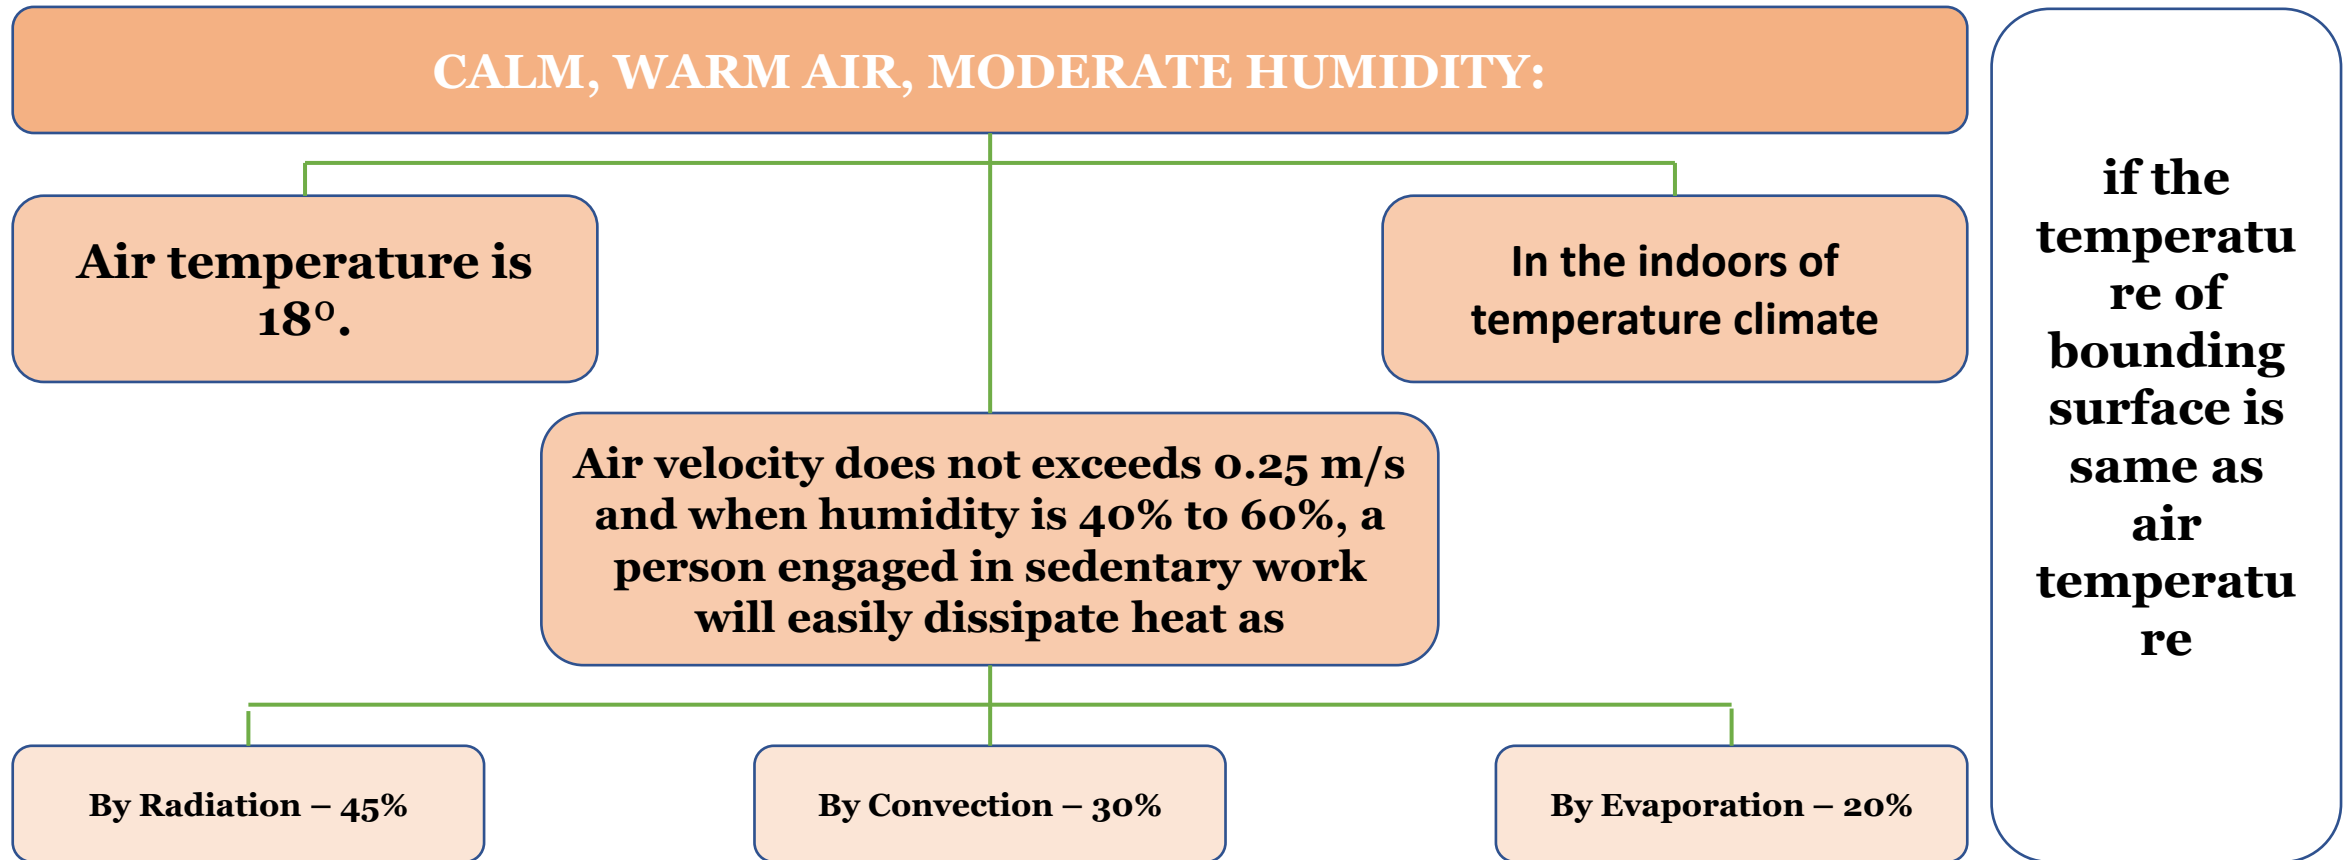 CALM, WARM AIR, MODERATE HUMIDITY:
Air temperature is
18⁰.
In the indoors of
temperature climate
Air velocity does not exceeds 0.25 m/s
and when humidity is 40% to 60%, a
person engaged in sedentary work
will easily dissipate heat as
By Radiation – 45%
By Convection – 30%
By Evaporation – 20%
if the
temperatu
re of
bounding
surface is
same as
air
temperatu
re